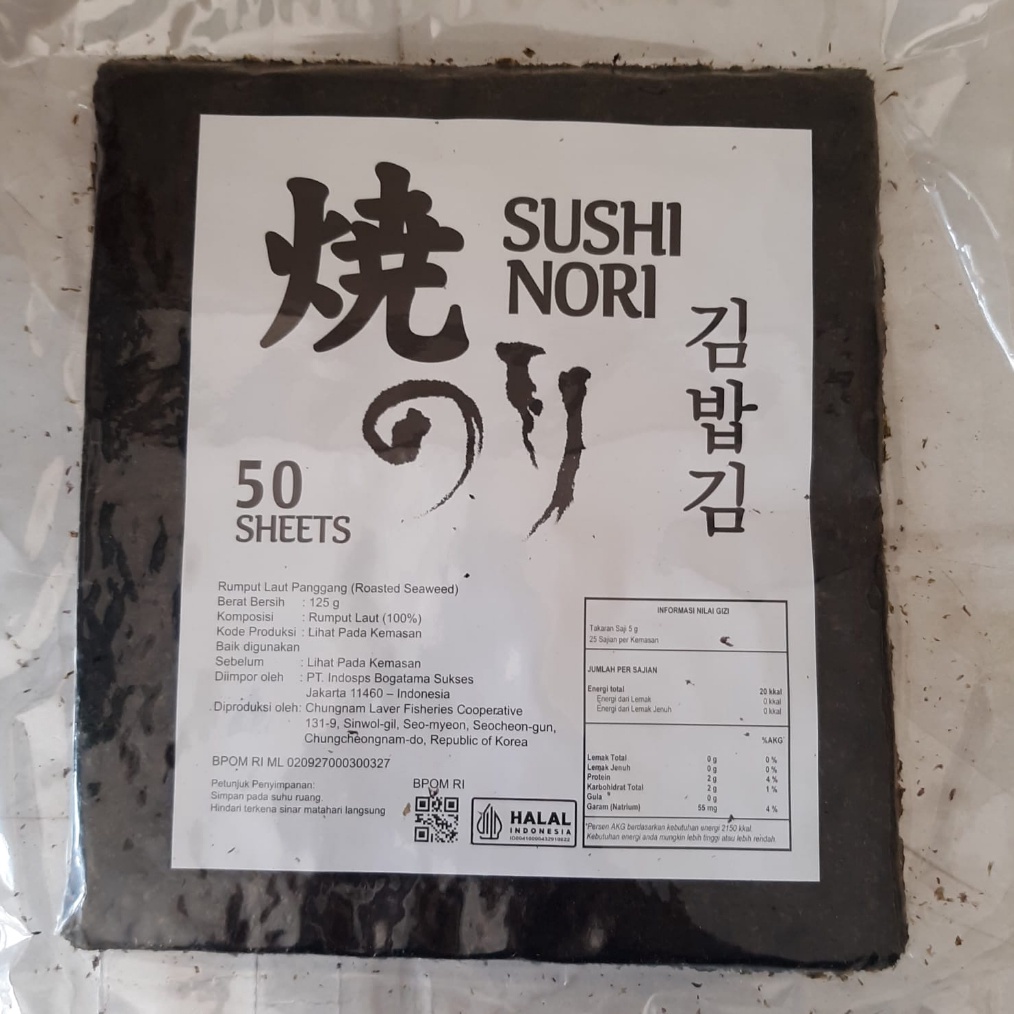 焼のり
SUSHI
NORI
김밥김
50
SHEETS
Rumput Laut Panggang (Roasted Seaweed)
Berat Bersih : 125 g
Komposisi : Rumput Laut (100%)
Kode Produksi : Lihat Pada Kemasan
Baik digunakan
Sebelum : Lihat Pada Kemasan
Diimpor oleh : PT. Indosps Bogatama Sukses
Jakarta 11460 – Indonesia
Diproduksi oleh: Chungnam Laver Fisheries Cooperative
131-9, Sinwol-gil, Seo-myeon, Seocheon-gun,
Chungcheongnam-do, Republic of Korea
BPOM RI ML 020927000300327
Petunjuk Penyimpanan:
Simpan pada suhu ruang.
Hindari terkena sinar matahari langsung
BPOM RI
HALAL
INDONESIA
INFORMASI NILAI GIZI
Takaran Saji 5 g
25 Sajian per Kemasan
JUMLAH PER SAJIAN
Energi total 20 kkal
Energi dari Lemak 0 kkal
Energi dari Lemak Jenuh 0 kkal
%AKG*
Lemak Total 0 g 0 %
Lemak Jenuh 0 g 0 %
Protein 2 g 4 %
Karbohidrat Total 2 g 1 %
Gula 0 g
Garam (Natrium) 55 mg 4 %
*Persen AKG berdasarkan kebutuhan energi 2150 kkal.
Kebutuhan energi anda mungkin lebih tinggi atau lebih rendah.